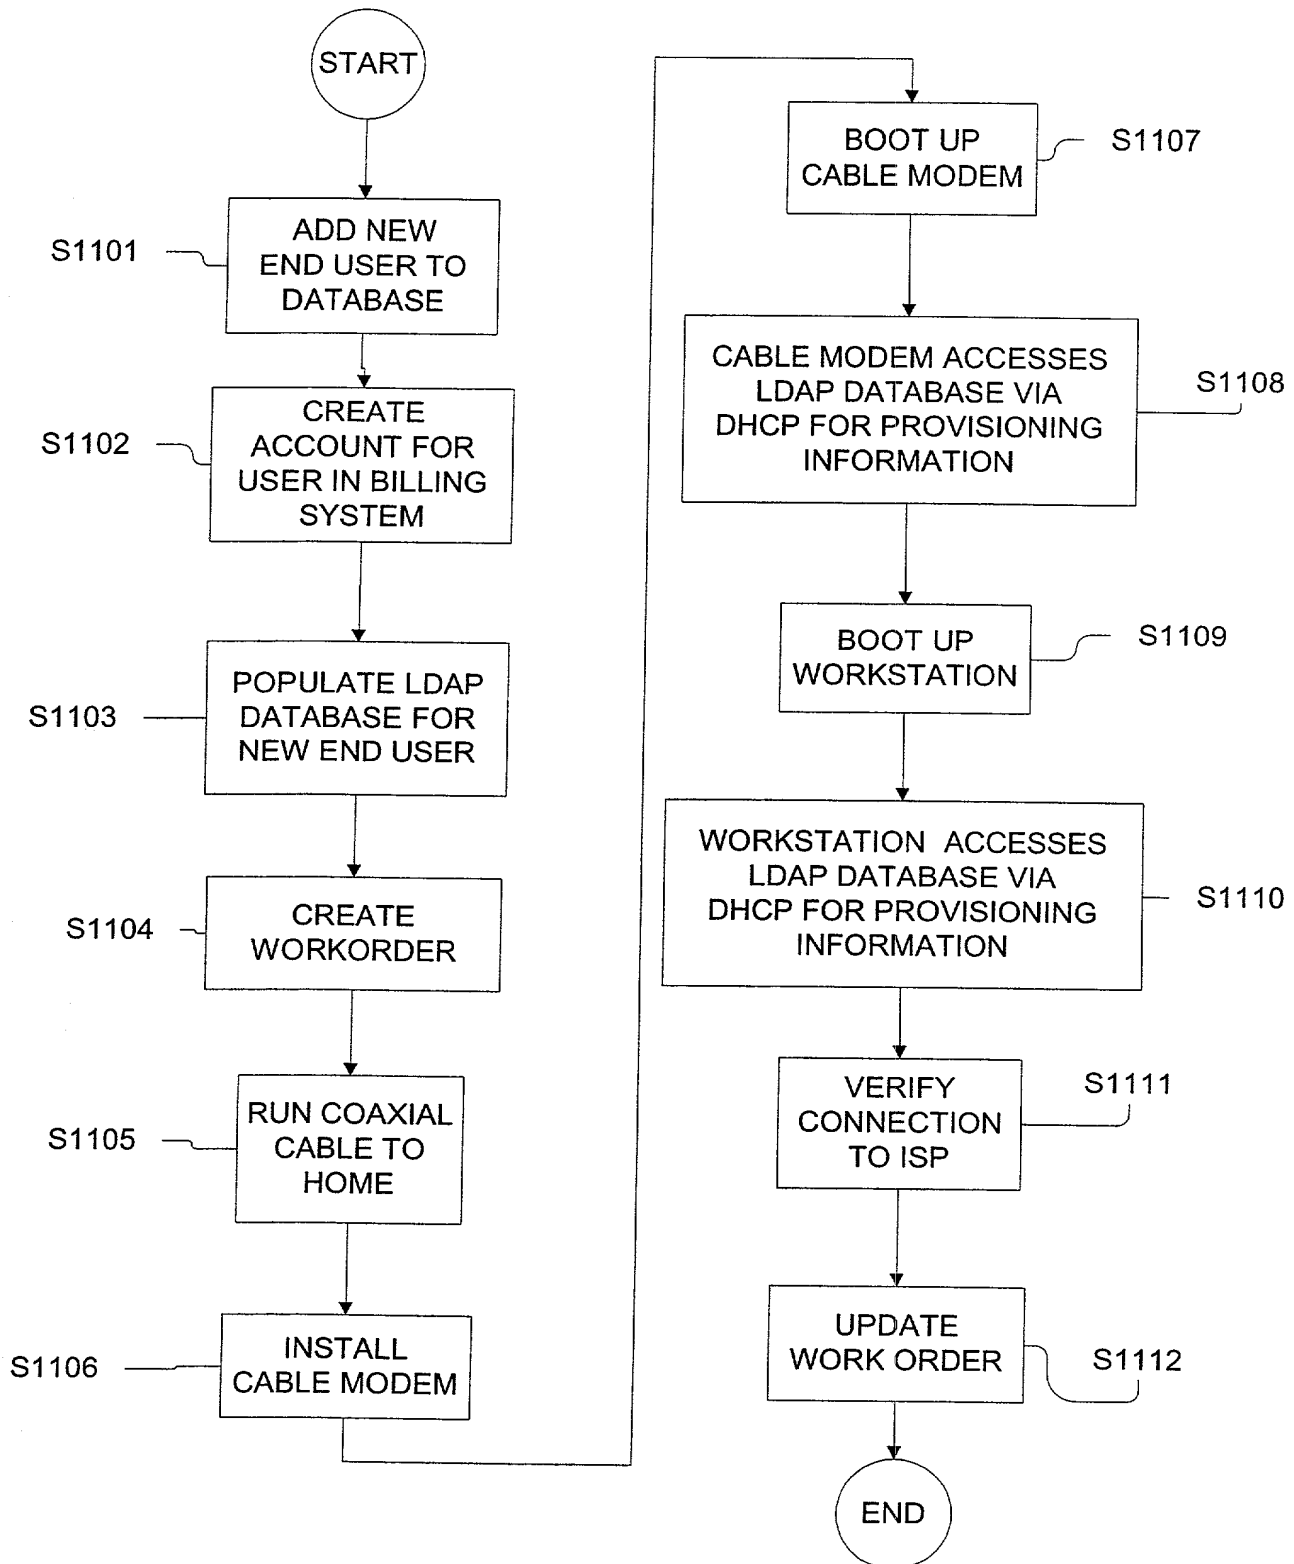 START
S1101
ADD NEW
END USER TO
DATABASE
S1102
CREATE
ACCOUNT FOR
USER IN BILLING
SYSTEM
S1103
POPULATE LDAP
DATABASE FOR
NEW END USER
S1104
CREATE
WORKORDER
S1105
RUN COAXIAL
CABLE TO
HOME
S1106
INSTALL
CABLE MODEM
BOOT UP
CABLE MODEM
S1107
CABLE MODEM ACCESSES
LDAP DATABASE VIA
DHCP FOR PROVISIONING
INFORMATION
S1108
BOOT UP
WORKSTATION
S1109
WORKSTATION ACCESSES
LDAP DATABASE VIA
DHCP FOR PROVISIONING
INFORMATION
S1110
VERIFY
CONNECTION
TO ISP
S1111
UPDATE
WORK ORDER
S1112
END